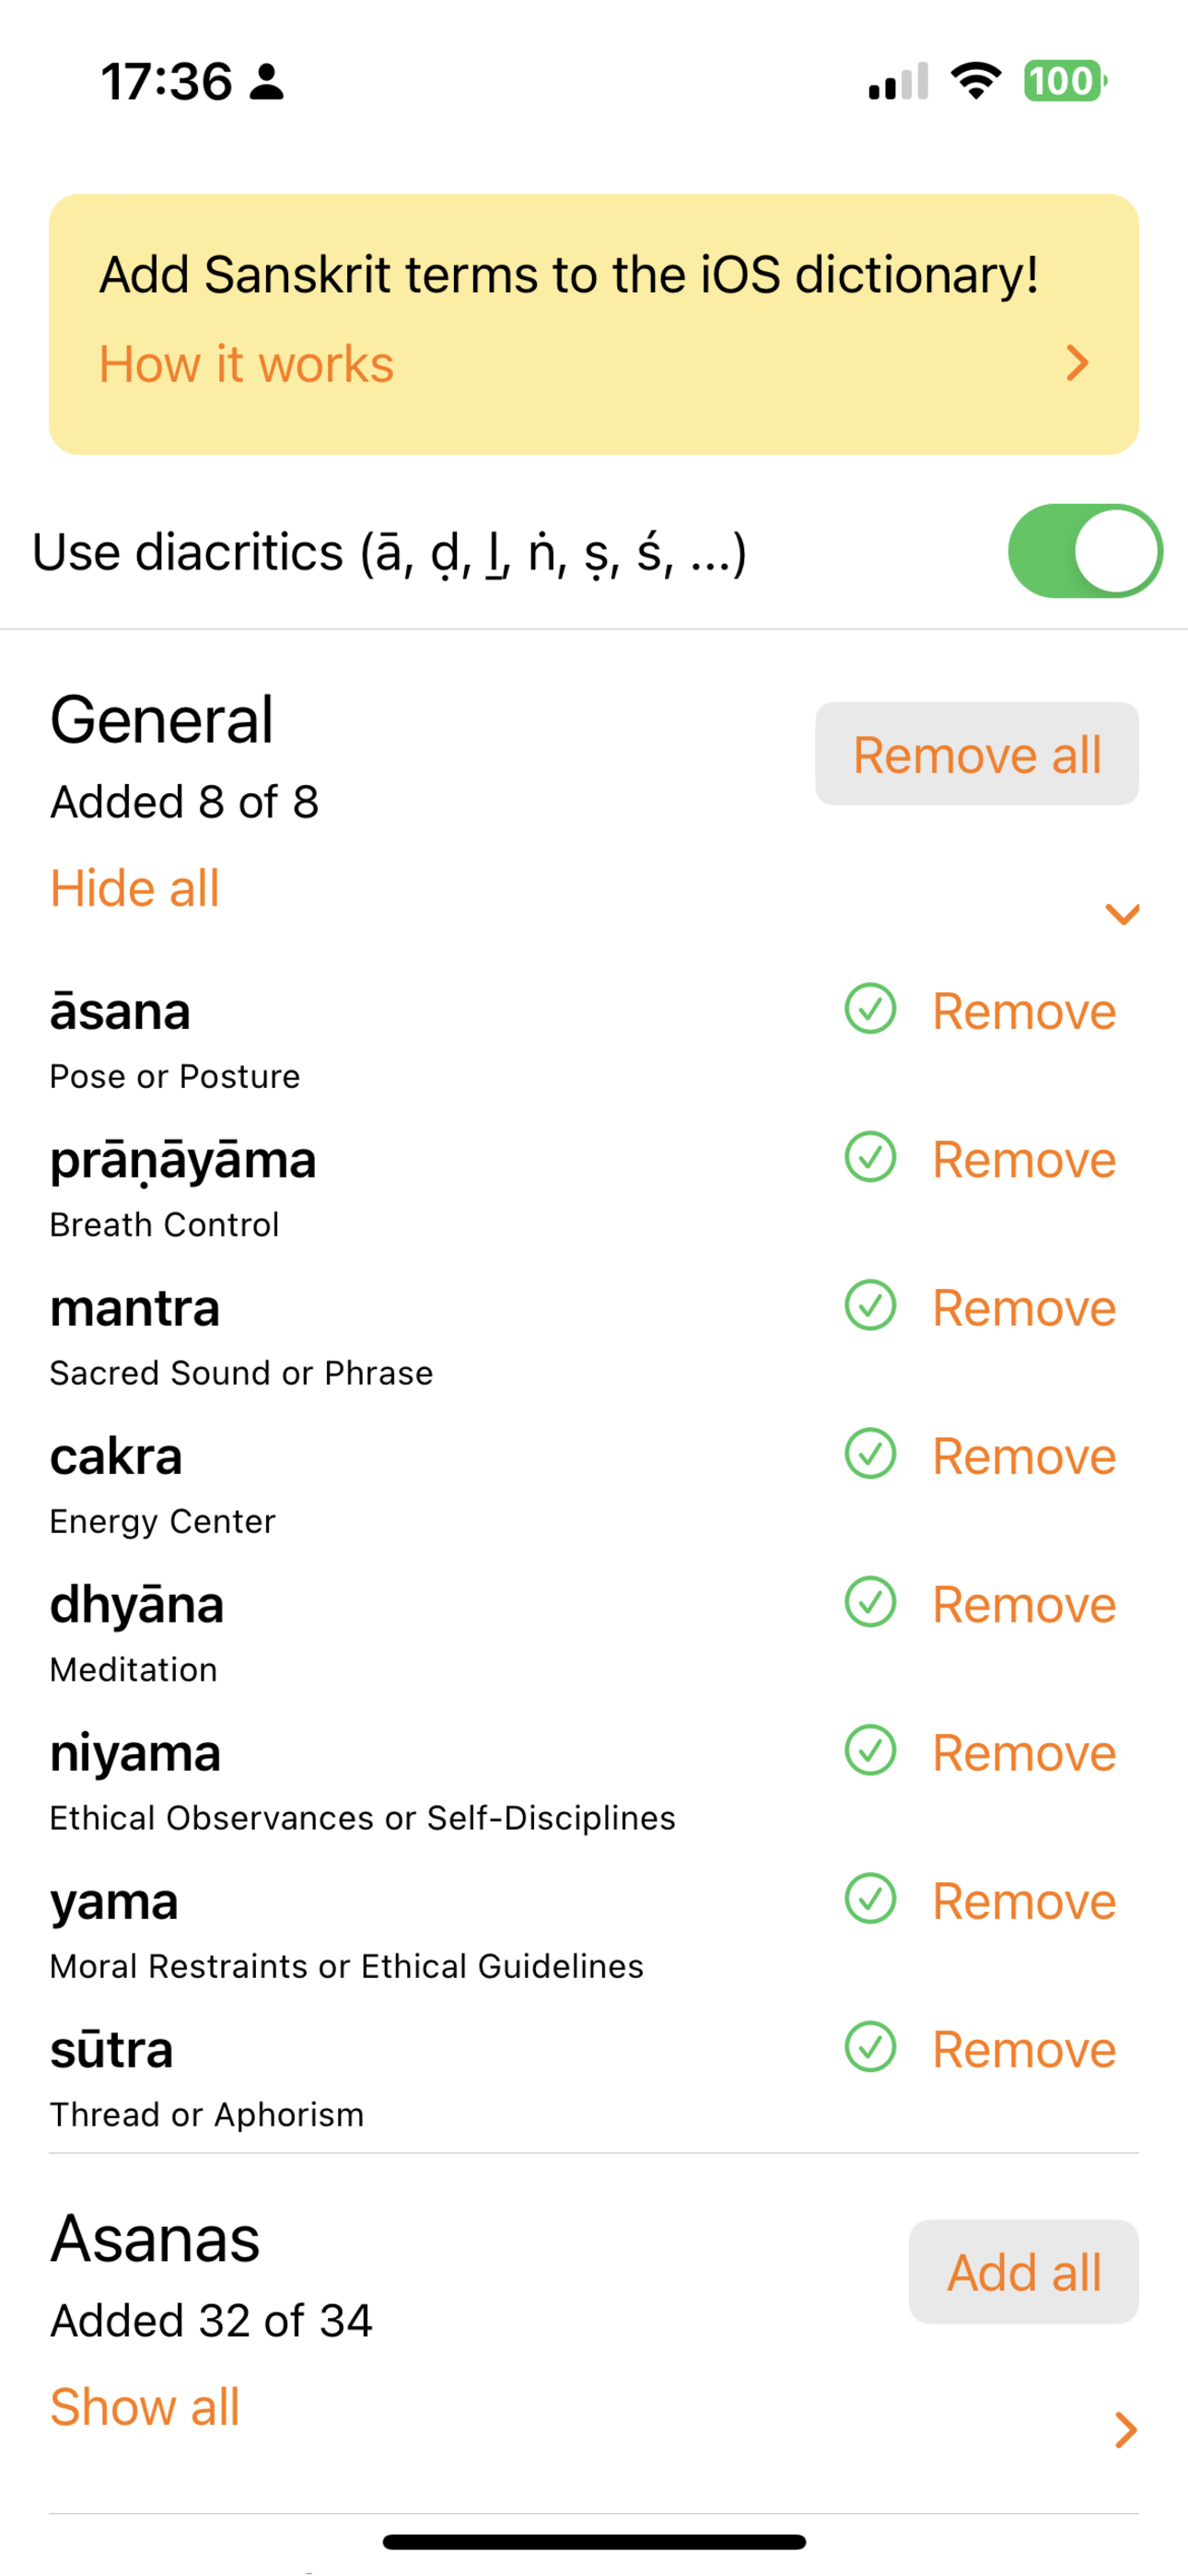 17:36
100
Add Sanskrit terms to the iOS dictionary!
How it works
Use diacritics (ā, ḍ, ḻ, ṅ, ṣ, ś, ...)
General
Remove all
Added 8 of 8
Hide all
āsana
Remove
Pose or Posture
prāṇāyāma
Remove
Breath Control
mantra
Remove
Sacred Sound or Phrase
cakra
Remove
Energy Center
dhyāna
Remove
Meditation
niyama
Remove
Ethical Observances or Self-Disciplines
yama
Remove
Moral Restraints or Ethical Guidelines
sūtra
Remove
Thread or Aphorism
Asanas
Add all
Added 32 of 34
Show all